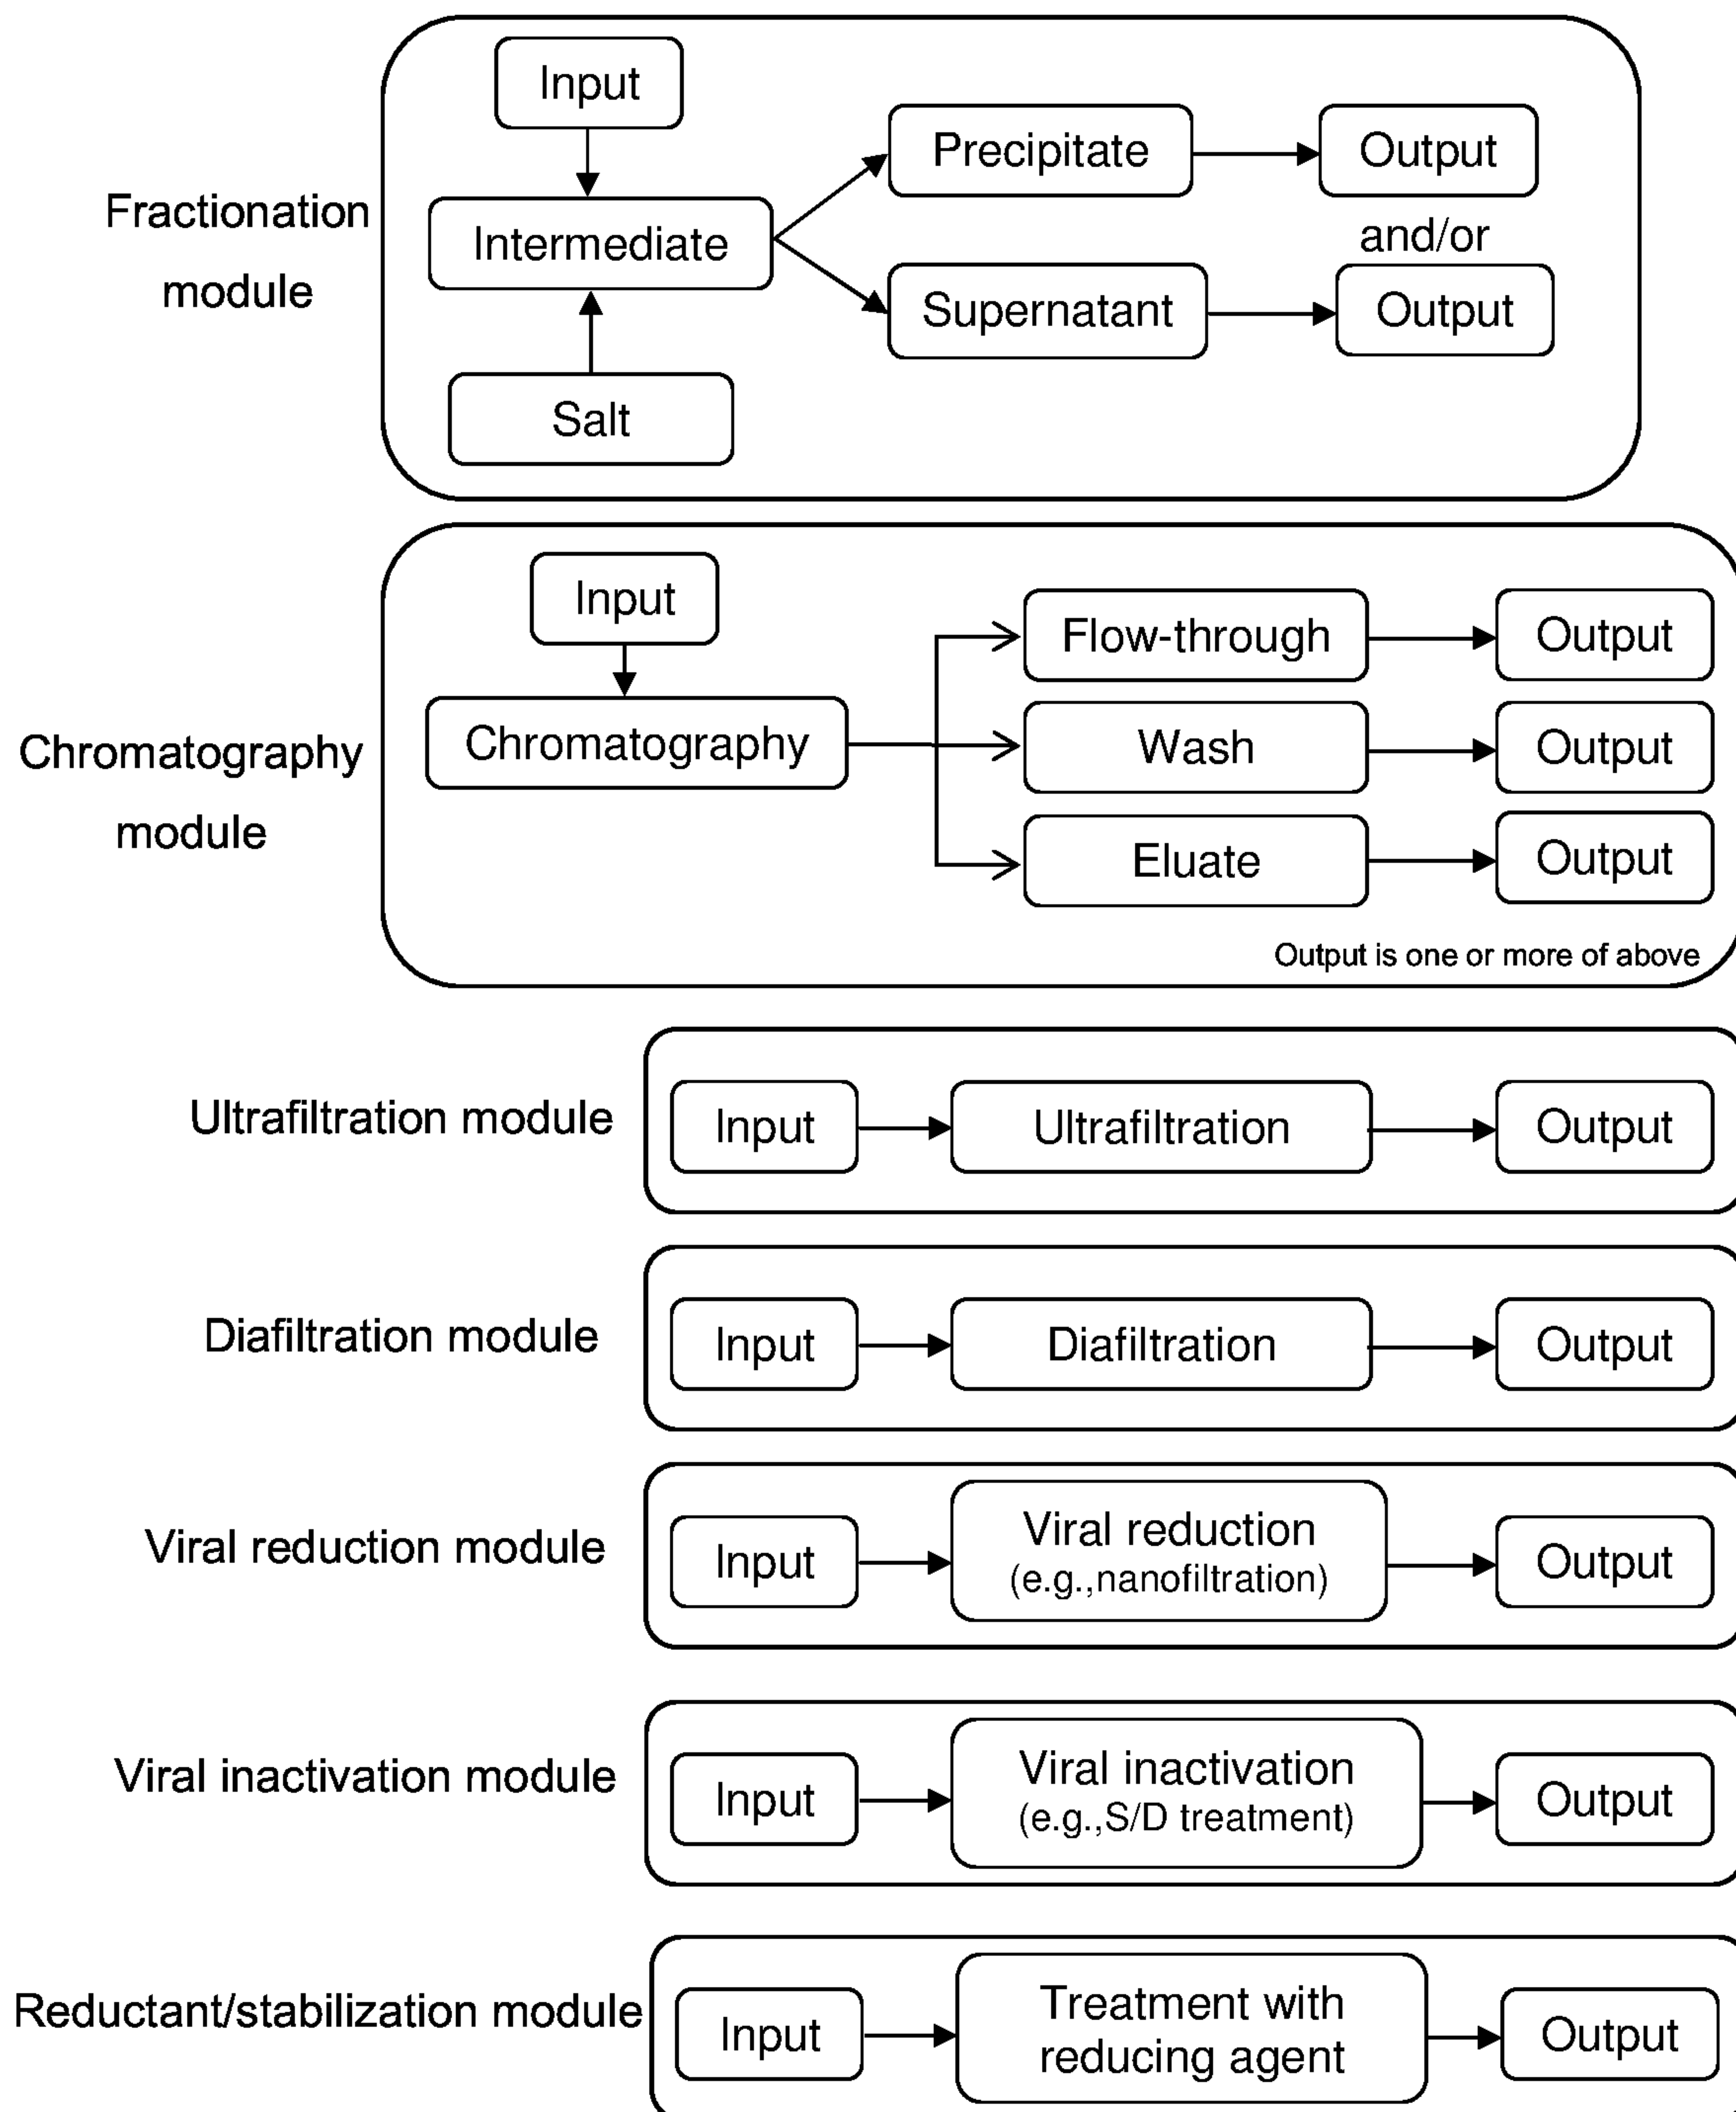 Input
Precipitate
Output
Fractionation
module
Intermediate
and/or
Supernatant
Output
Salt
Input
Flow-through
Output
Chromatography
module
Chromatography
Wash
Output
Eluate
Output
Output is one or more of above
Ultrafiltration module
Input
Ultrafiltration
Output
Diafiltration module
Input
Diafiltration
Output
Viral reduction module
Input
Viral reduction
(e.g.,nanofiltration)
Output
Viral inactivation module
Input
Viral inactivation
(e.g.,S/D treatment)
Output
Reductant/stabilization module
Input
Treatment with
reducing agent
Output